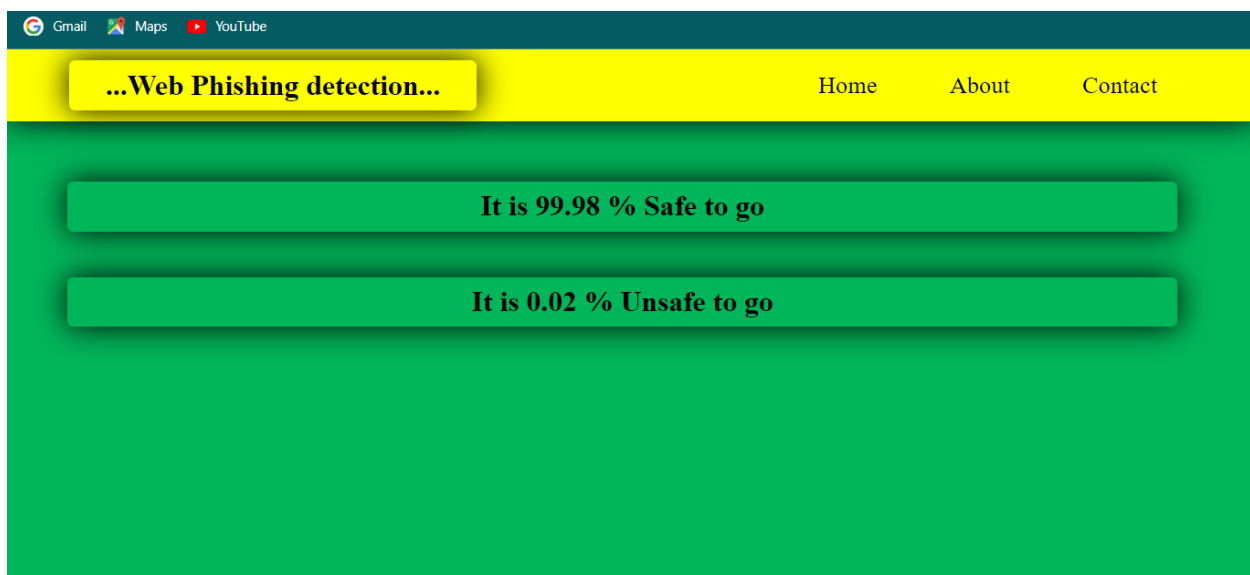 Gmail Maps YouTube
...Web Phishing detection... Home About Contact
It is 99.98 % Safe to go
It is 0.02 % Unsafe to go